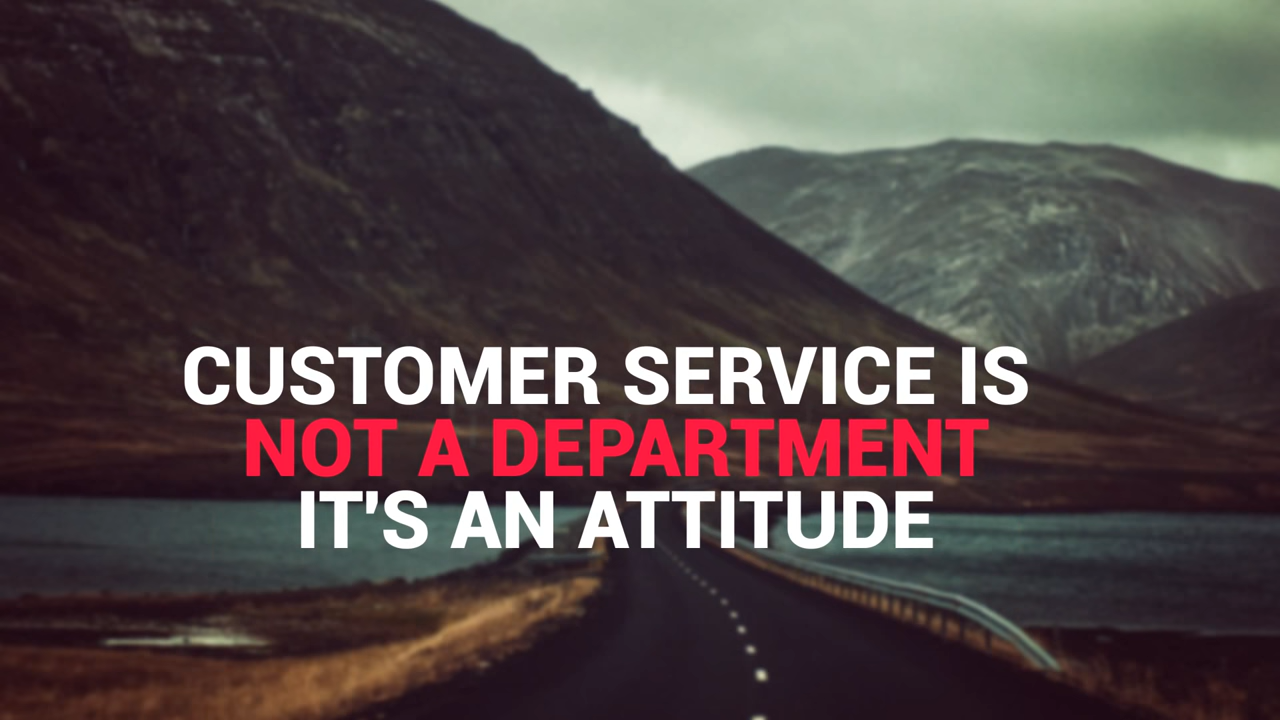 CUSTOMER SERVICE IS
NOT A DEPARTMENT
IT'S AN ATTITUDE